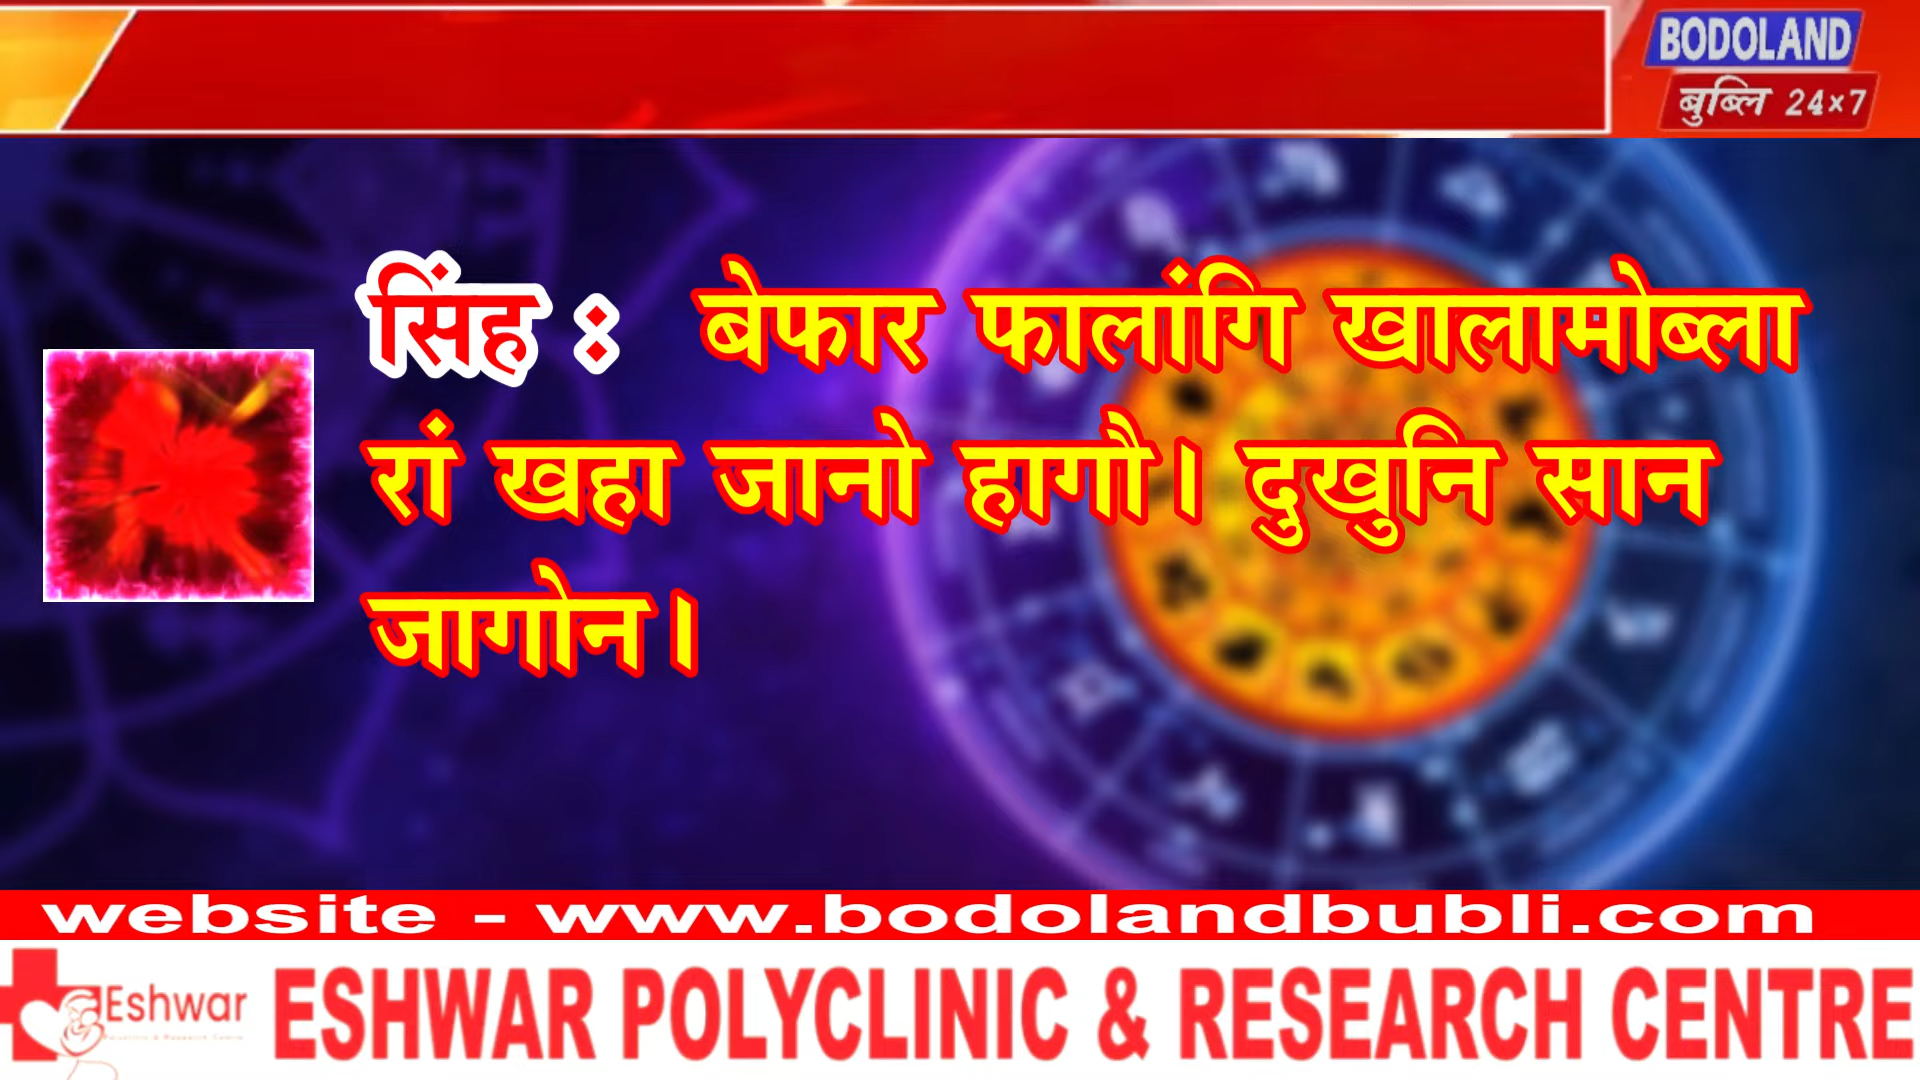 BODOLAND
बुब्लि 24×7
सिंह : बेफार फालांगि खालामोब्ला
रां खहा जानो हागौ। दुखुनि सान
जागोन।
website - www.bodolandbubli.com
Eshwar
ESHWAR POLYCLINIC & RESEARCH CENTRE